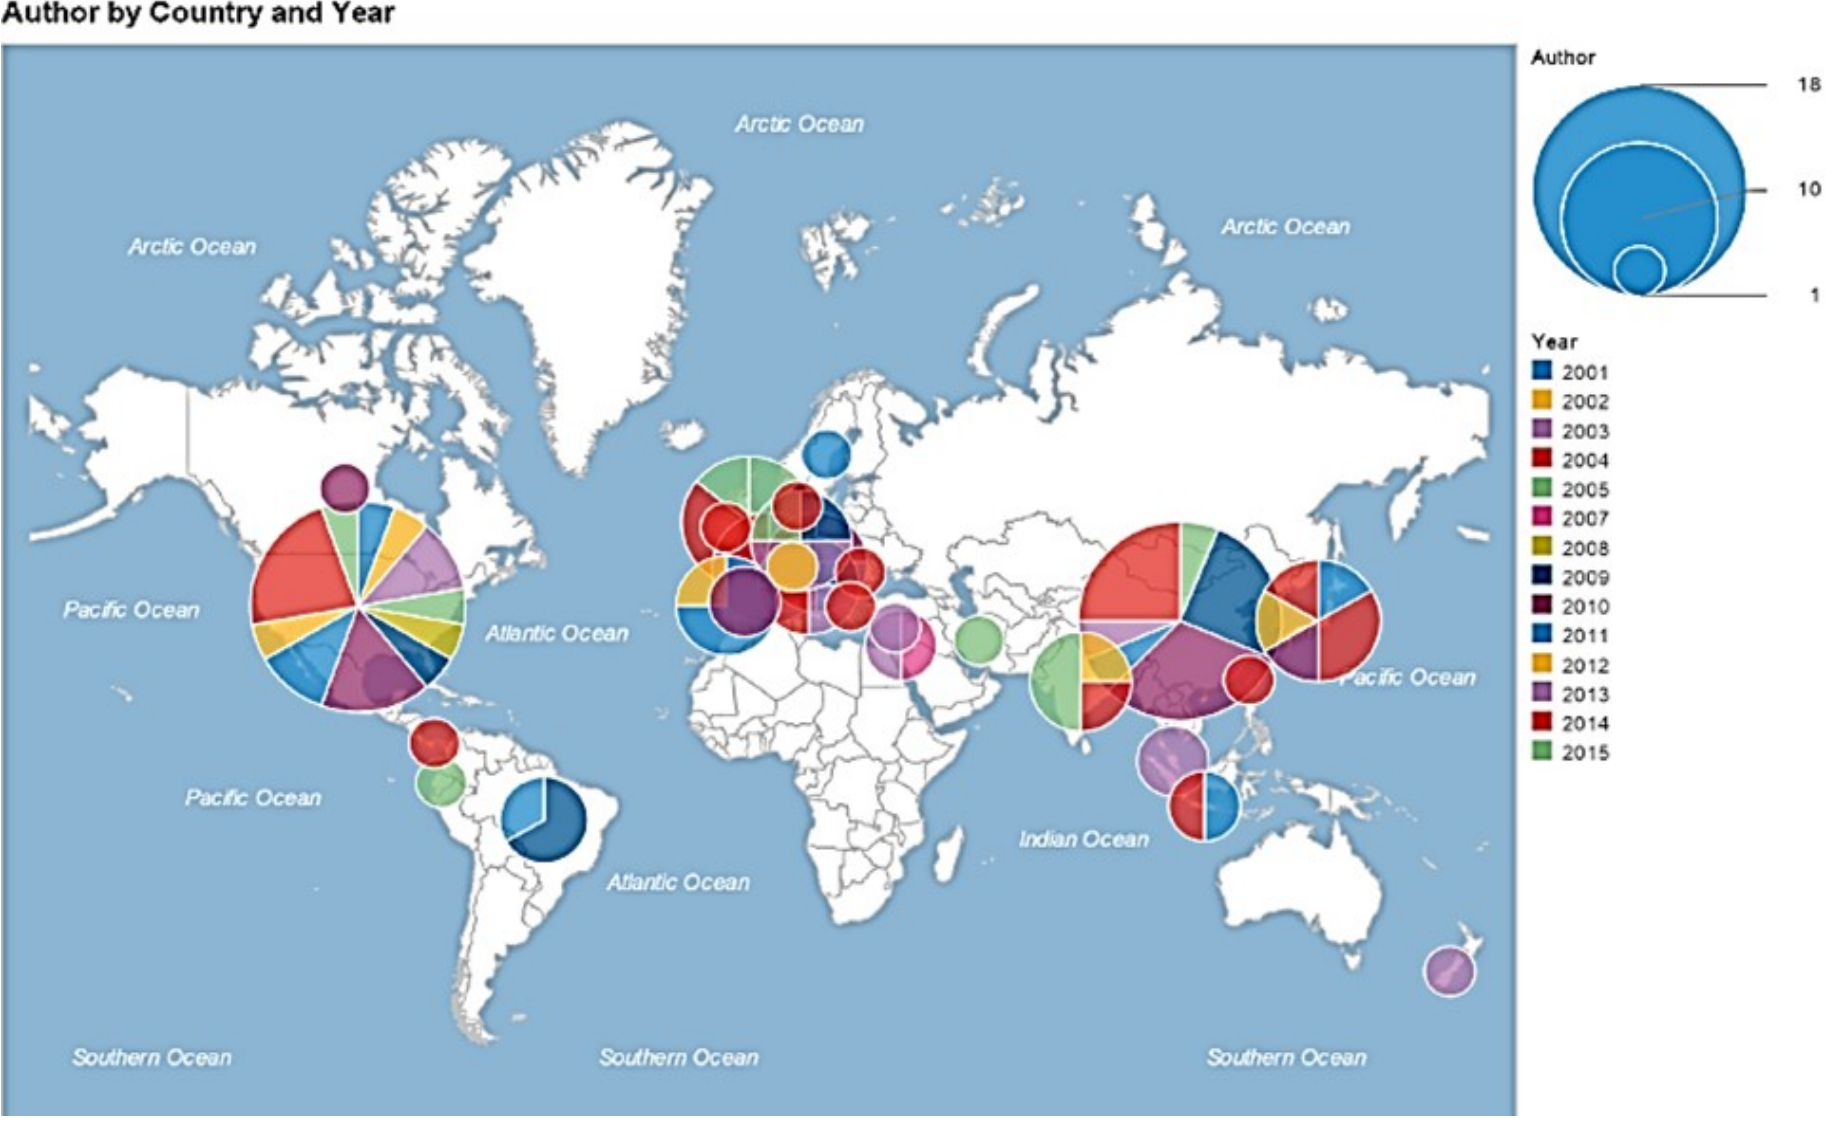 Author by Country and Year
Arctic Ocean
Arctic Ocean
Arctic Ocean
Pacific Ocean
Atlantic Ocean
Pacific Ocean
Pacific Ocean
Indian Ocean
Atlantic Ocean
Southern Ocean
Southern Ocean
Southern Ocean
Author
18
10
1
Year
2001
2002
2003
2004
2005
2007
2008
2009
2010
2011
2012
2013
2014
2015